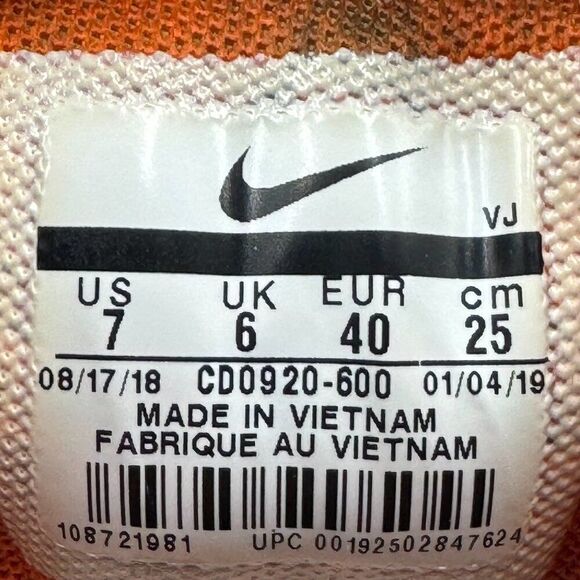 VJ
US UK EUR cm
7 6 40 25
08/17/18 CD0920-600 01/04/19
MADE IN VIETNAM
FABRIQUE AU VIETNAM
108721981 UPC 00192502847624